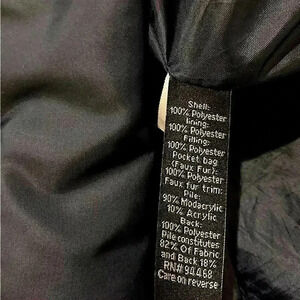 Shell:
100% Polyester
lining:
100% Polyester
Filling:
100% Polyester
Pocket bag
(Faux Fur):
100% Polyester
Faux fur trim:
Pile:
90% Modacrylic
10% Acrylic
Back:
100% Polyester
Pile constitutes
82% Of Fabric
and Back 18%
RN# 94468
Care on reverse